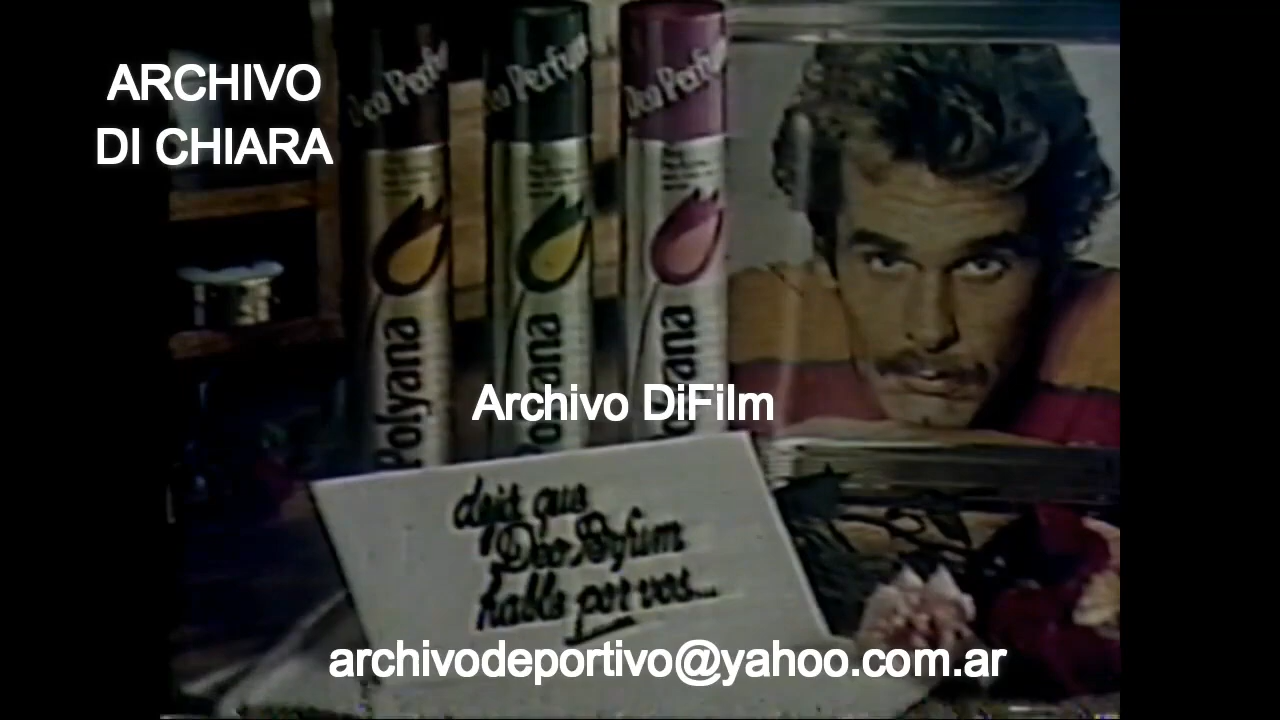 ARCHIVO
DI CHIARA
Deo Perfum
Deo Perfum
Deo Perfum
Polyana
Polyana
Polyana
Archivo DiFilm
deja que
Deo Perfum
hable por vos...
archivodeportivo@yahoo.com.ar